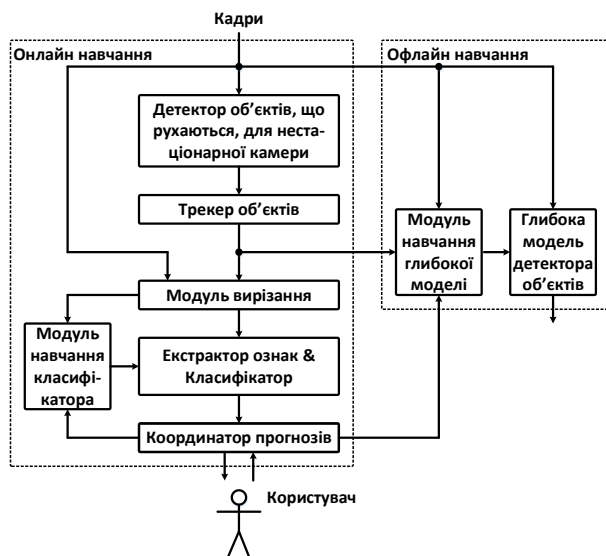 Кадри
Онлайн навчання
Офлайн навчання
Детектор об’єктів, що
рухаються, для неста-
ціонарної камери
Трекер об’єктів
Модуль
навчання
глибокої
моделі
Глибока
модель
детектора
об’єктів
Модуль вирізання
Модуль
навчання
класифі-
катора
Екстрактор ознак &
Класифікатор
Координатор прогнозів
Користувач